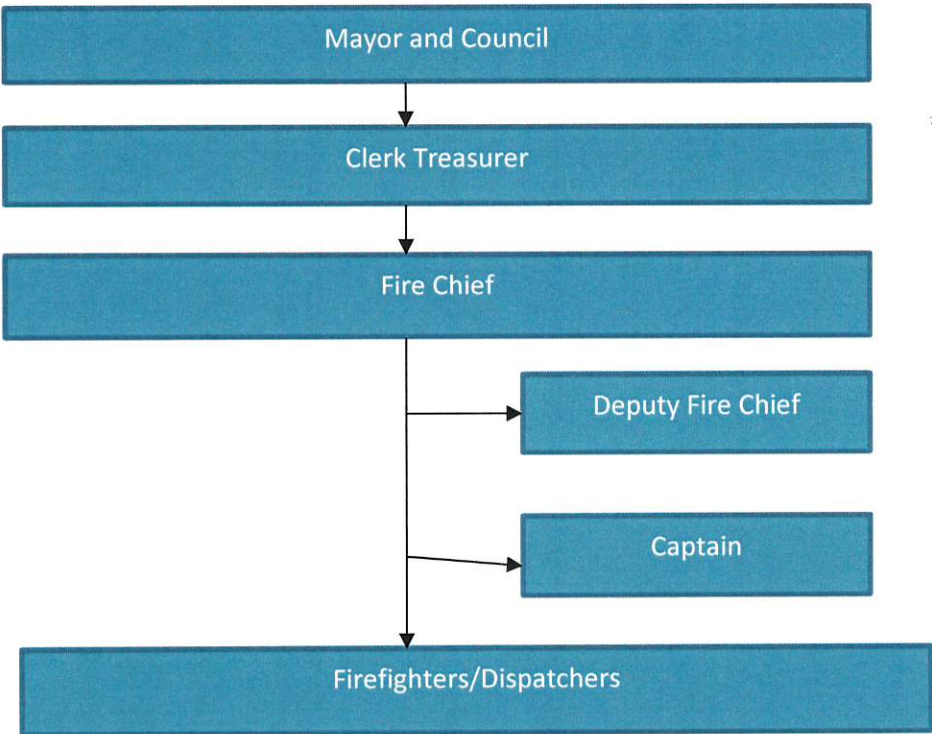 Mayor and Council
Clerk Treasurer
Fire Chief
Deputy Fire Chief
Captain
Firefighters/Dispatchers